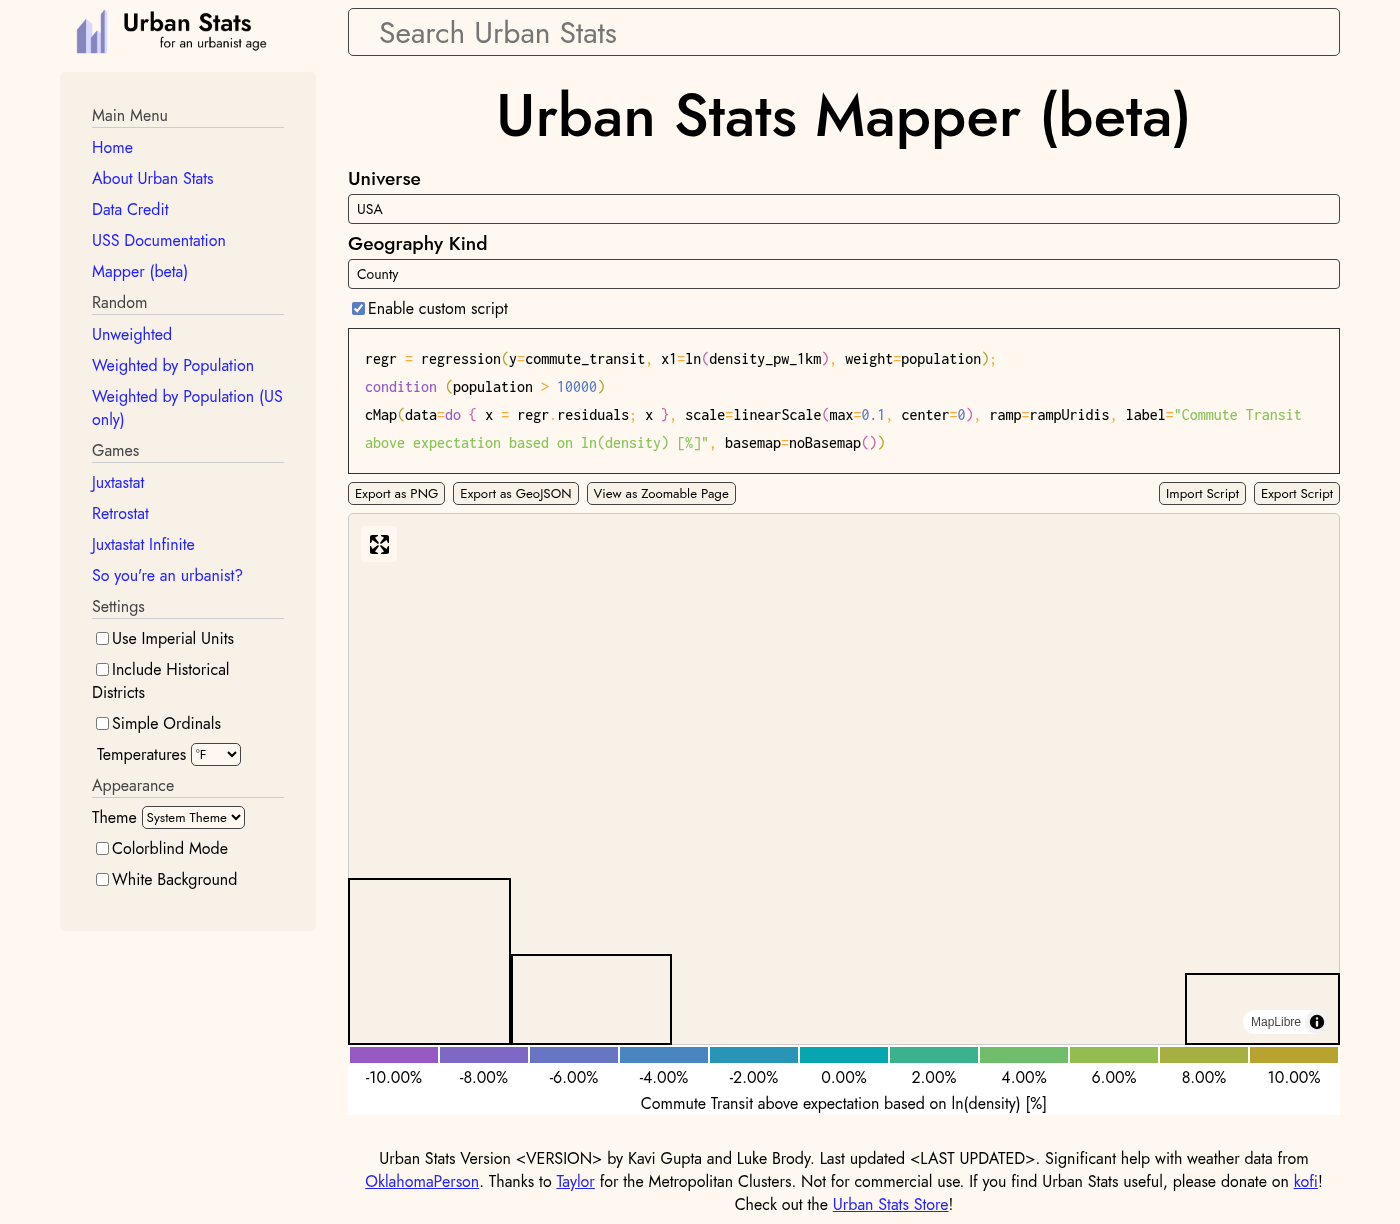 Urban Stats
for an urbanist age
Search Urban Stats
Main Menu
Home
About Urban Stats
Data Credit
USS Documentation
Mapper (beta)
Random
Unweighted
Weighted by Population
Weighted by Population (US
only)
Games
Juxtastat
Retrostat
Juxtastat Infinite
So you're an urbanist?
Settings
Use Imperial Units
Include Historical
Districts
Simple Ordinals
Temperatures °F
Appearance
Theme System Theme
Colorblind Mode
White Background
Urban Stats Mapper (beta)
Universe
USA
Geography Kind
County
Enable custom script
regr = regression(y=commute_transit, x1=ln(density_pw_1km), weight=population);
condition (population > 10000)
cMap(data=do { x = regr.residuals; x }, scale=linearScale(max=0.1, center=0), ramp=rampUridis, label="Commute Transit
above expectation based on ln(density) [%]", basemap=noBasemap())
Export as PNG Export as GeoJSON View as Zoomable Page Import Script Export Script
MapLibre
-10.00% -8.00% -6.00% -4.00% -2.00% 0.00% 2.00% 4.00% 6.00% 8.00% 10.00%
Commute Transit above expectation based on ln(density) [%]
Urban Stats Version <VERSION> by Kavi Gupta and Luke Brody. Last updated <LAST UPDATED>. Significant help with weather data from
OklahomaPerson. Thanks to Taylor for the Metropolitan Clusters. Not for commercial use. If you find Urban Stats useful, please donate on kofi!
Check out the Urban Stats Store!